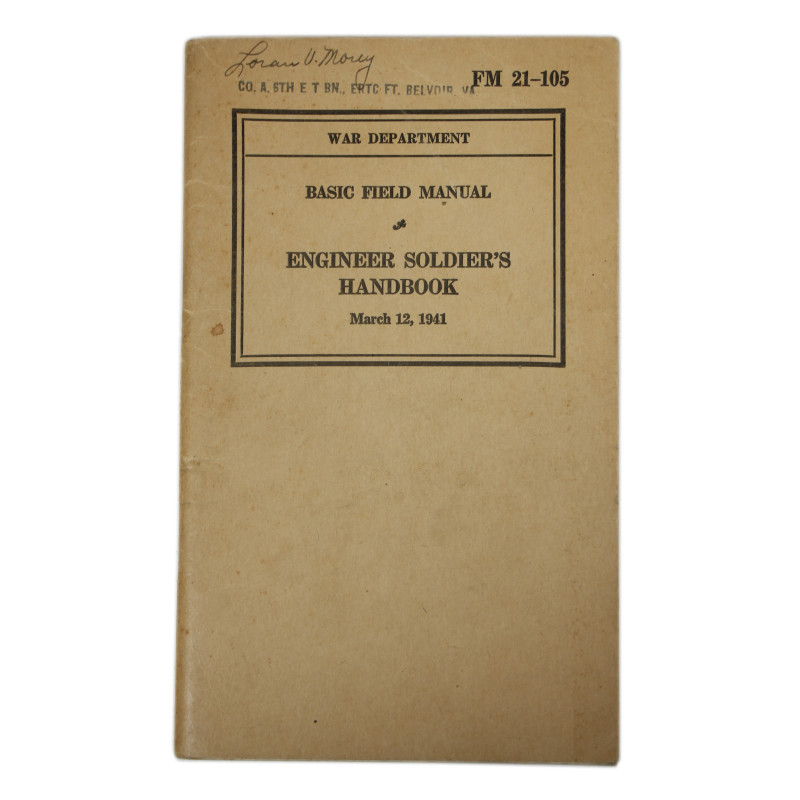 Loran V. Morey
CO. A. 6TH E T BN., ERTC FT. BELVOIR, VA.
FM 21–105
WAR DEPARTMENT
BASIC FIELD MANUAL
ENGINEER SOLDIER'S
HANDBOOK
March 12, 1941